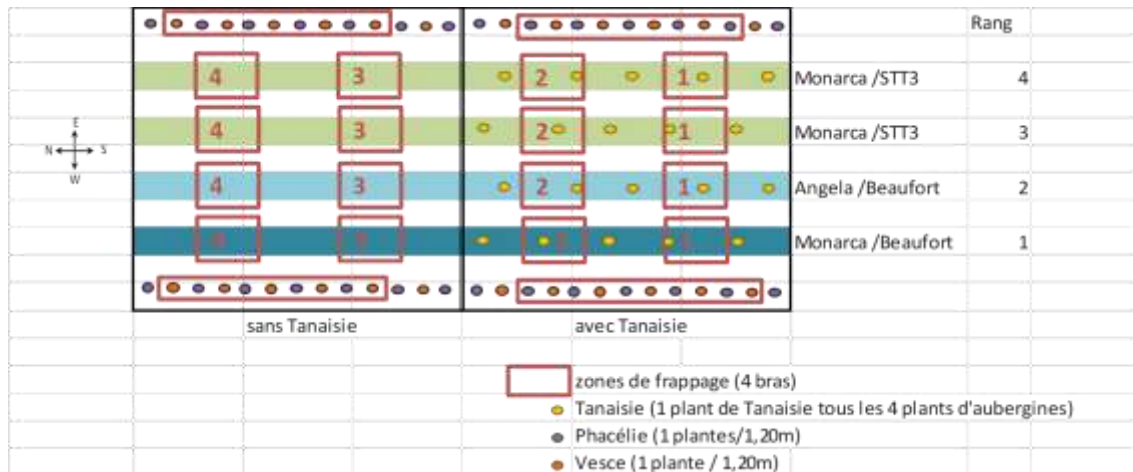 Rang
4 3 2 1 Monarca /STT3 4
4 3 2 1 Monarca /STT3 3
E
N S
W
4 3 2 1 Angela /Beaufort 2
Monarca /Beaufort 1
sans Tanaisie avec Tanaisie
zones de frappage (4 bras)
Tanaisie (1 plant de Tanaisie tous les 4 plants d'aubergines)
Phacélie (1 plantes/1,20m)
Vesce (1 plante / 1,20m)